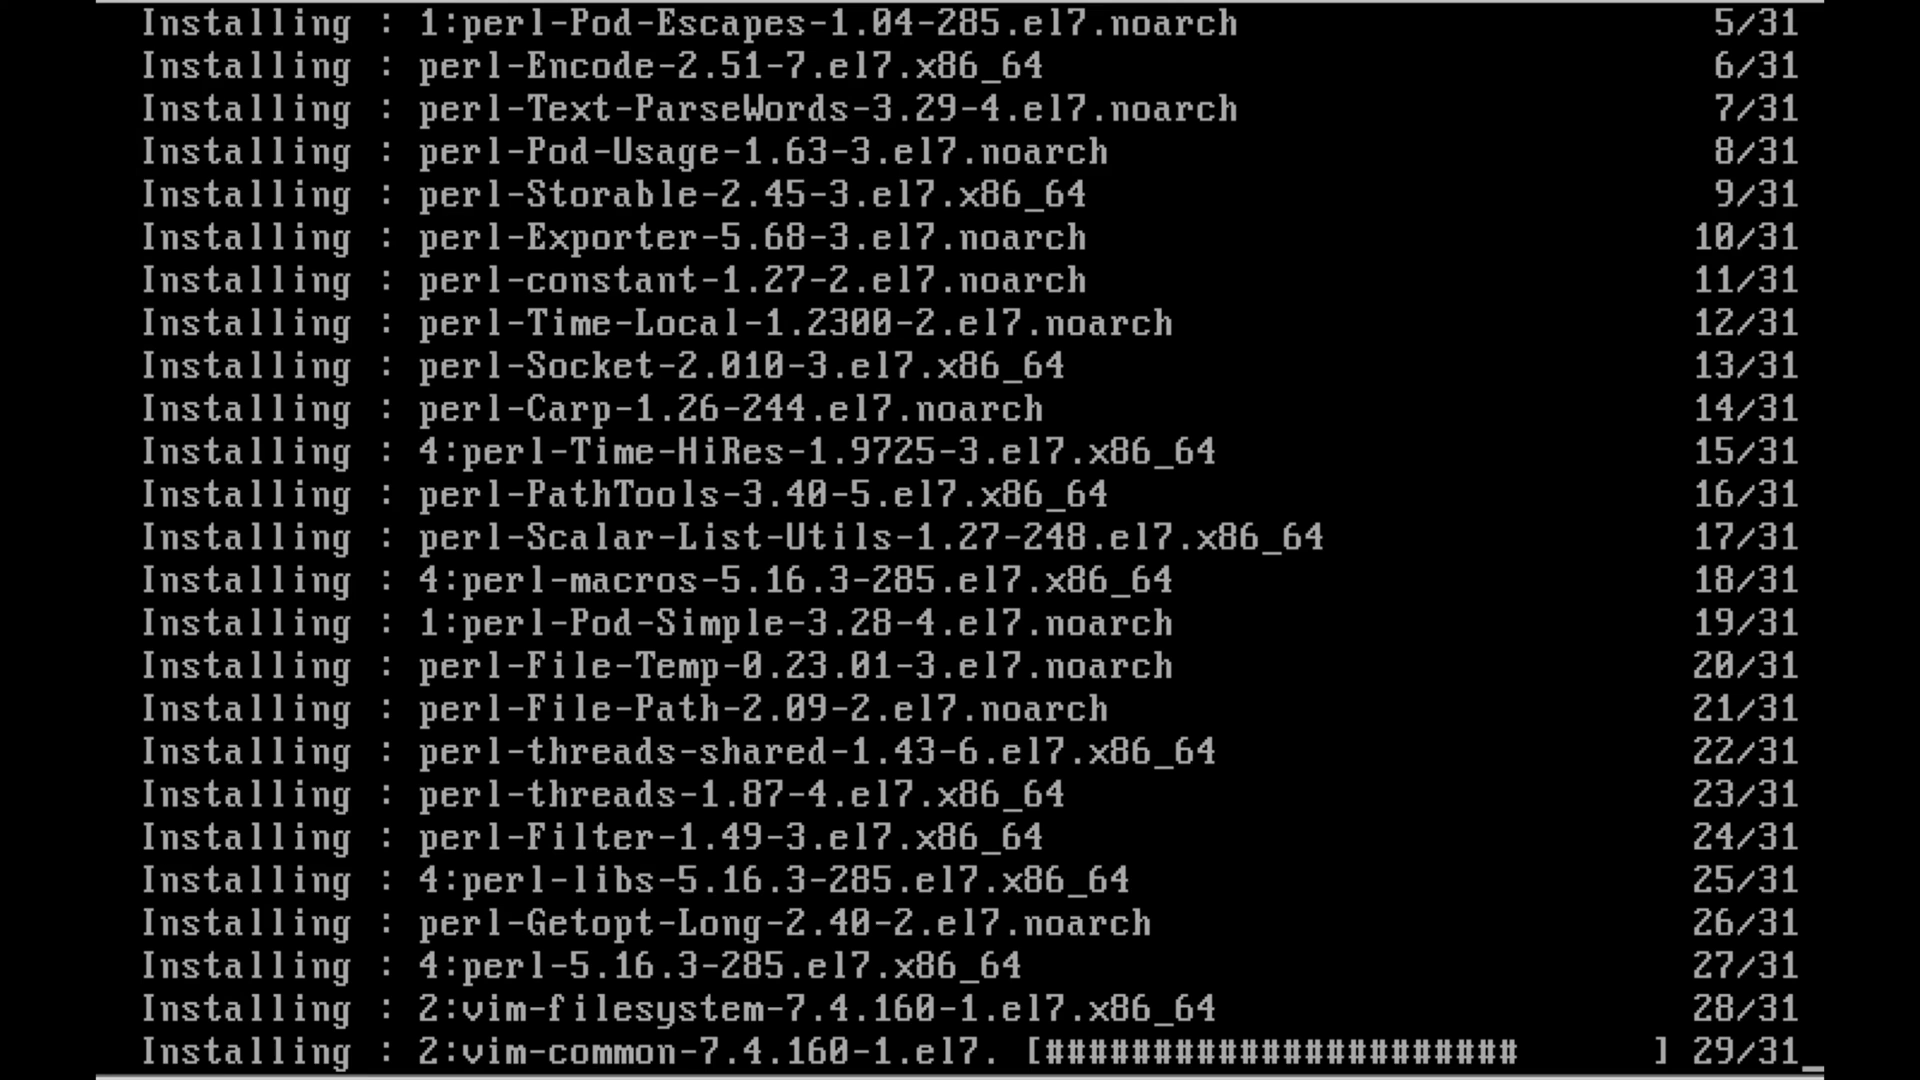 Installing : 1:perl-Pod-Escapes-1.04-285.el7.noarch 5/31
Installing : perl-Encode-2.51-7.el7.x86_64 6/31
Installing : perl-Text-ParseWords-3.29-4.el7.noarch 7/31
Installing : perl-Pod-Usage-1.63-3.el7.noarch 8/31
Installing : perl-Storable-2.45-3.el7.x86_64 9/31
Installing : perl-Exporter-5.68-3.el7.noarch 10/31
Installing : perl-constant-1.27-2.el7.noarch 11/31
Installing : perl-Time-Local-1.2300-2.el7.noarch 12/31
Installing : perl-Socket-2.010-3.el7.x86_64 13/31
Installing : perl-Carp-1.26-244.el7.noarch 14/31
Installing : 4:perl-Time-HiRes-1.9725-3.el7.x86_64 15/31
Installing : perl-PathTools-3.40-5.el7.x86_64 16/31
Installing : perl-Scalar-List-Utils-1.27-248.el7.x86_64 17/31
Installing : 4:perl-macros-5.16.3-285.el7.x86_64 18/31
Installing : 1:perl-Pod-Simple-3.28-4.el7.noarch 19/31
Installing : perl-File-Temp-0.23.01-3.el7.noarch 20/31
Installing : perl-File-Path-2.09-2.el7.noarch 21/31
Installing : perl-threads-shared-1.43-6.el7.x86_64 22/31
Installing : perl-threads-1.87-4.el7.x86_64 23/31
Installing : perl-Filter-1.49-3.el7.x86_64 24/31
Installing : 4:perl-libs-5.16.3-285.el7.x86_64 25/31
Installing : perl-Getopt-Long-2.40-2.el7.noarch 26/31
Installing : 4:perl-5.16.3-285.el7.x86_64 27/31
Installing : 2:vim-filesystem-7.4.160-1.el7.x86_64 28/31
Installing : 2:vim-common-7.4.160-1.el7. [###################### ] 29/31_